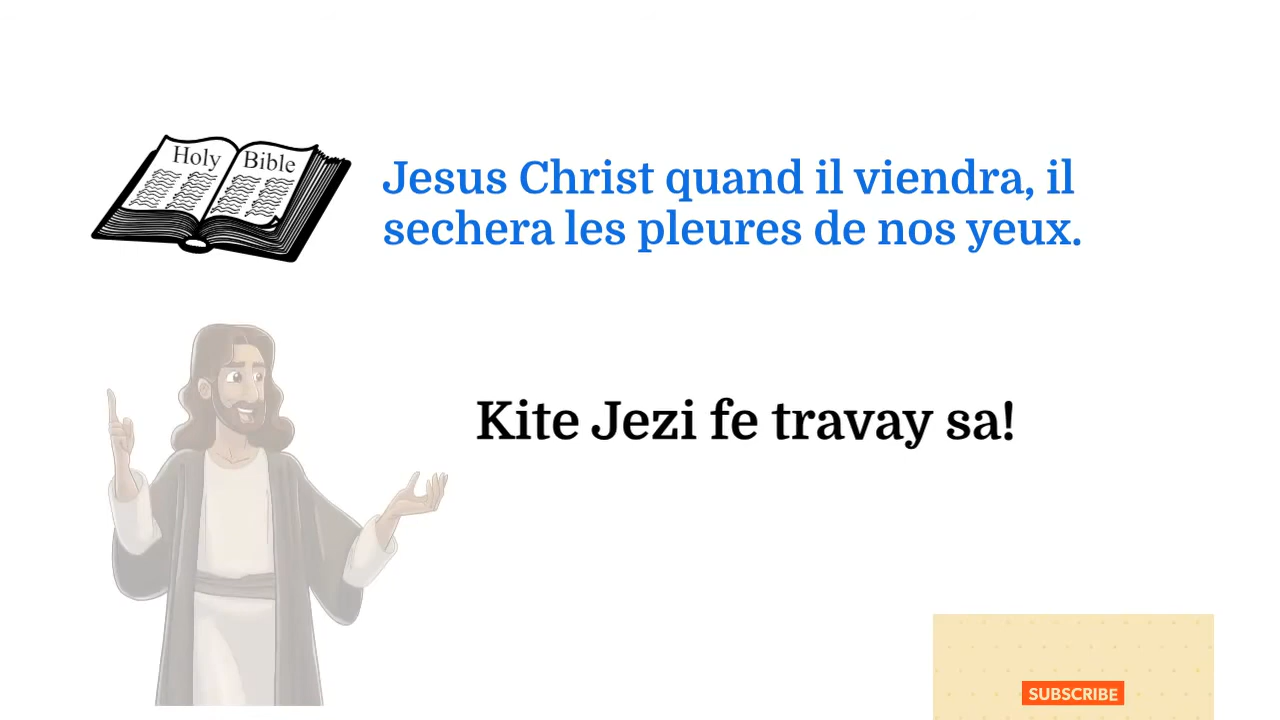 Holy Bible
Jesus Christ quand il viendra, il
sechera les pleures de nos yeux.
Kite Jezi fe travay sa!
SUBSCRIBE